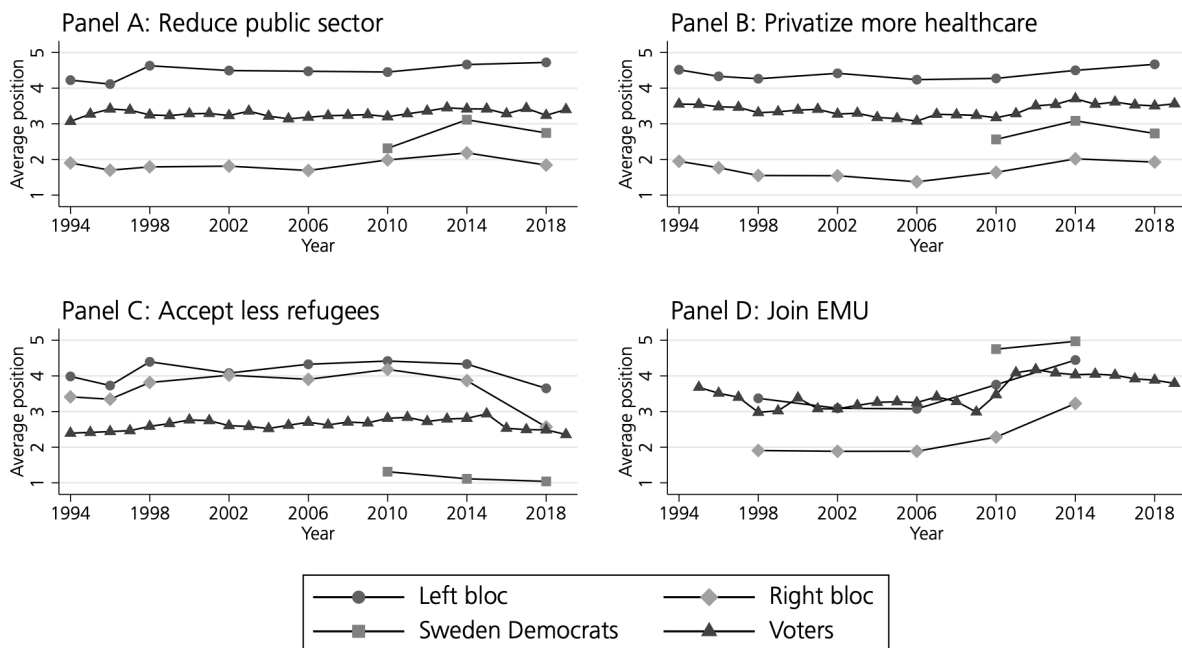 Panel A: Reduce public sector
Average position
5
4
3
2
1
1994 1998 2002 2006 2010 2014 2018
Year
Panel B: Privatize more healthcare
Average position
5
4
3
2
1
1994 1998 2002 2006 2010 2014 2018
Year
Panel C: Accept less refugees
Average position
5
4
3
2
1
1994 1998 2002 2006 2010 2014 2018
Year
Panel D: Join EMU
Average position
5
4
3
2
1
1994 1998 2002 2006 2010 2014 2018
Year
Left bloc Right bloc
Sweden Democrats Voters